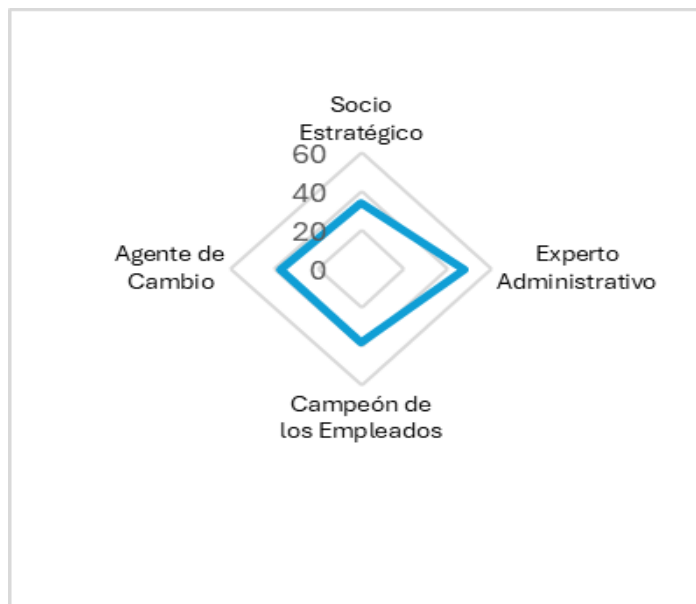 Socio
Estratégico
60
40
20
0
Agente de
Cambio
Experto
Administrativo
Campeón de
los Empleados